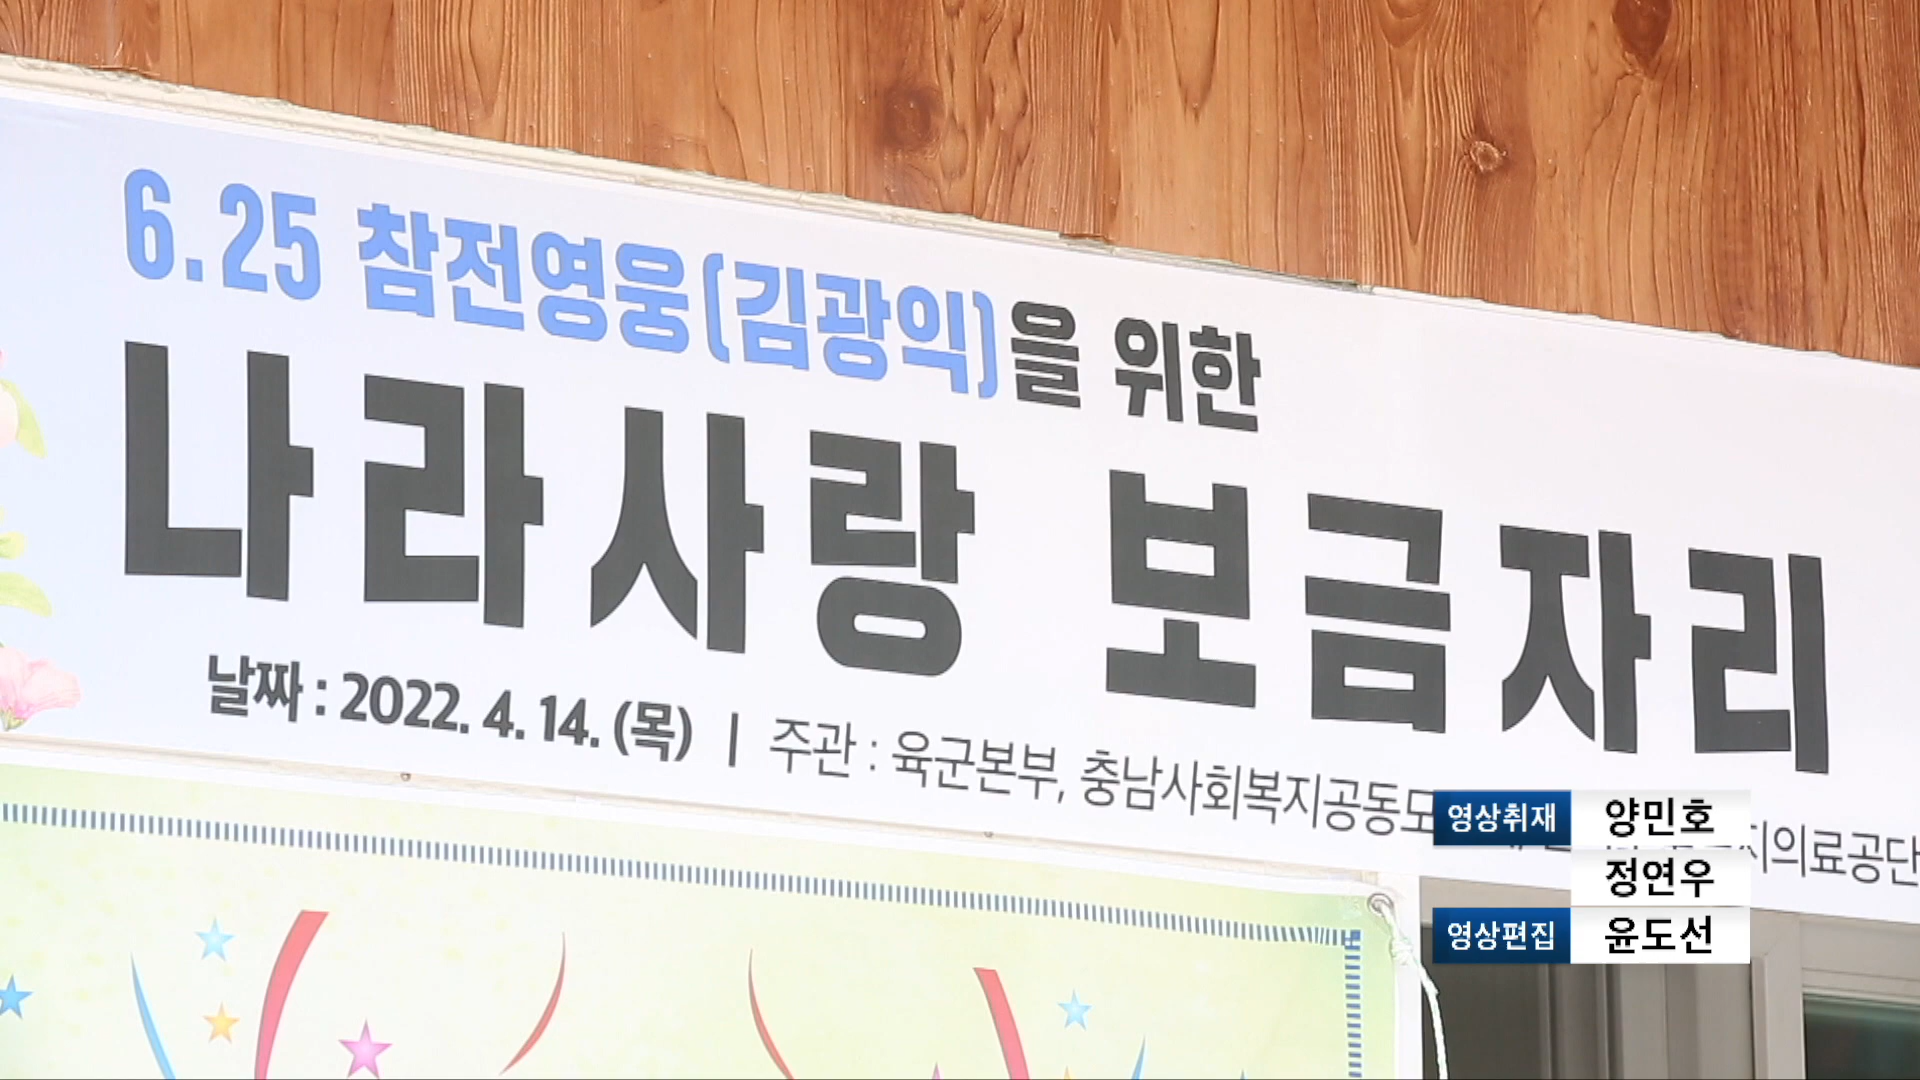 6.25 참전영웅(김광익)을 위한
나라사랑 보금자리
날짜 : 2022. 4. 14. (목) | 주관 : 육군본부, 충남사회복지공동모 지의료공단
영상취재 양민호
정연우
영상편집 윤도선